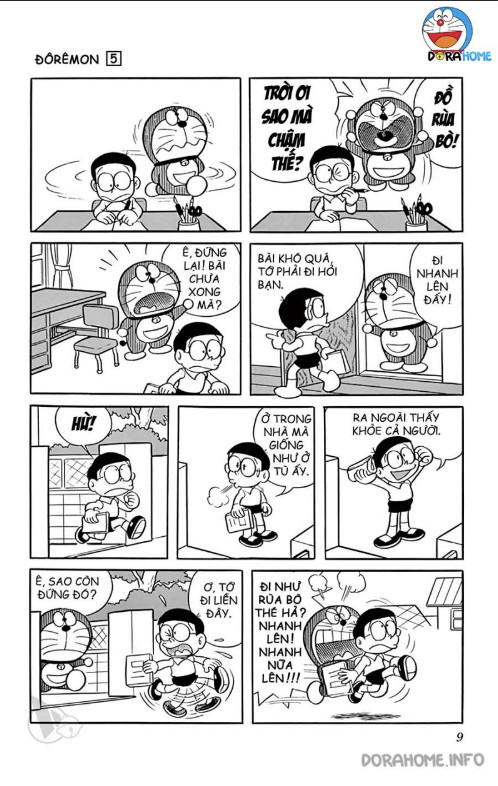 DORAHOME
ĐÔRÊMON 5
TRỜI ƠI
SAO MÀ
CHẬM
THẾ?
ĐỒ
RÙA
BÒ!
Ê, ĐỨNG
LẠI! BÀI
CHƯA
XONG
MÀ?
BÀI KHÓ QUÁ,
TỚ PHẢI ĐI HỎI
BẠN.
ĐI
NHANH
LÊN
ĐẤY!
HỪ!
Ở TRONG
NHÀ MÀ
GIỐNG
NHƯ Ở
TÙ ẤY.
RA NGOÀI THẤY
KHỎE CẢ NGƯỜI.
Ê, SAO CÒN
ĐỨNG ĐÓ?
Ơ, TỚ
ĐI LIỀN
ĐÂY.
ĐI NHƯ
RÙA BÒ
THẾ HẢ?
NHANH
LÊN!
NHANH
NỮA
LÊN!!!
9
DORAHOME.INFO